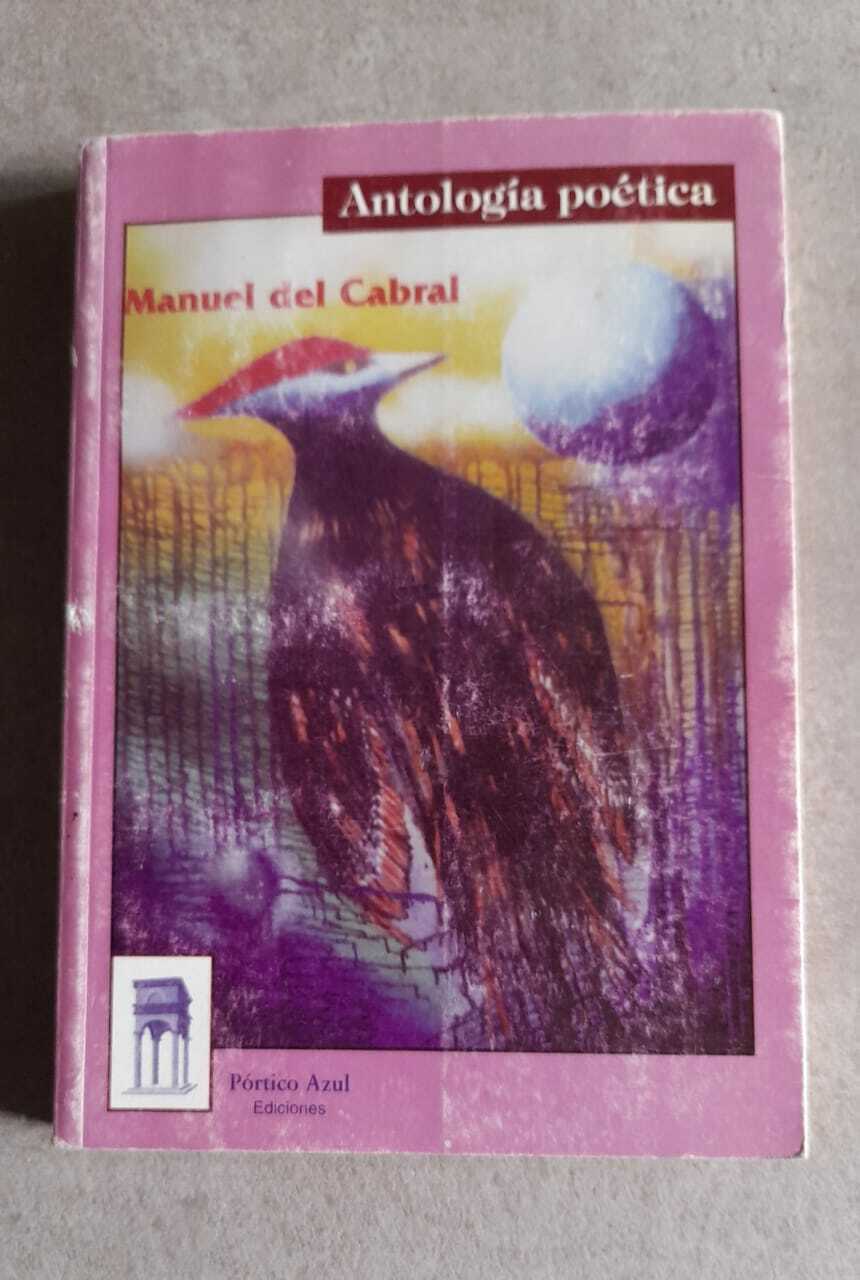 Antología poética
Manuel del Cabral
Pórtico Azul
Ediciones